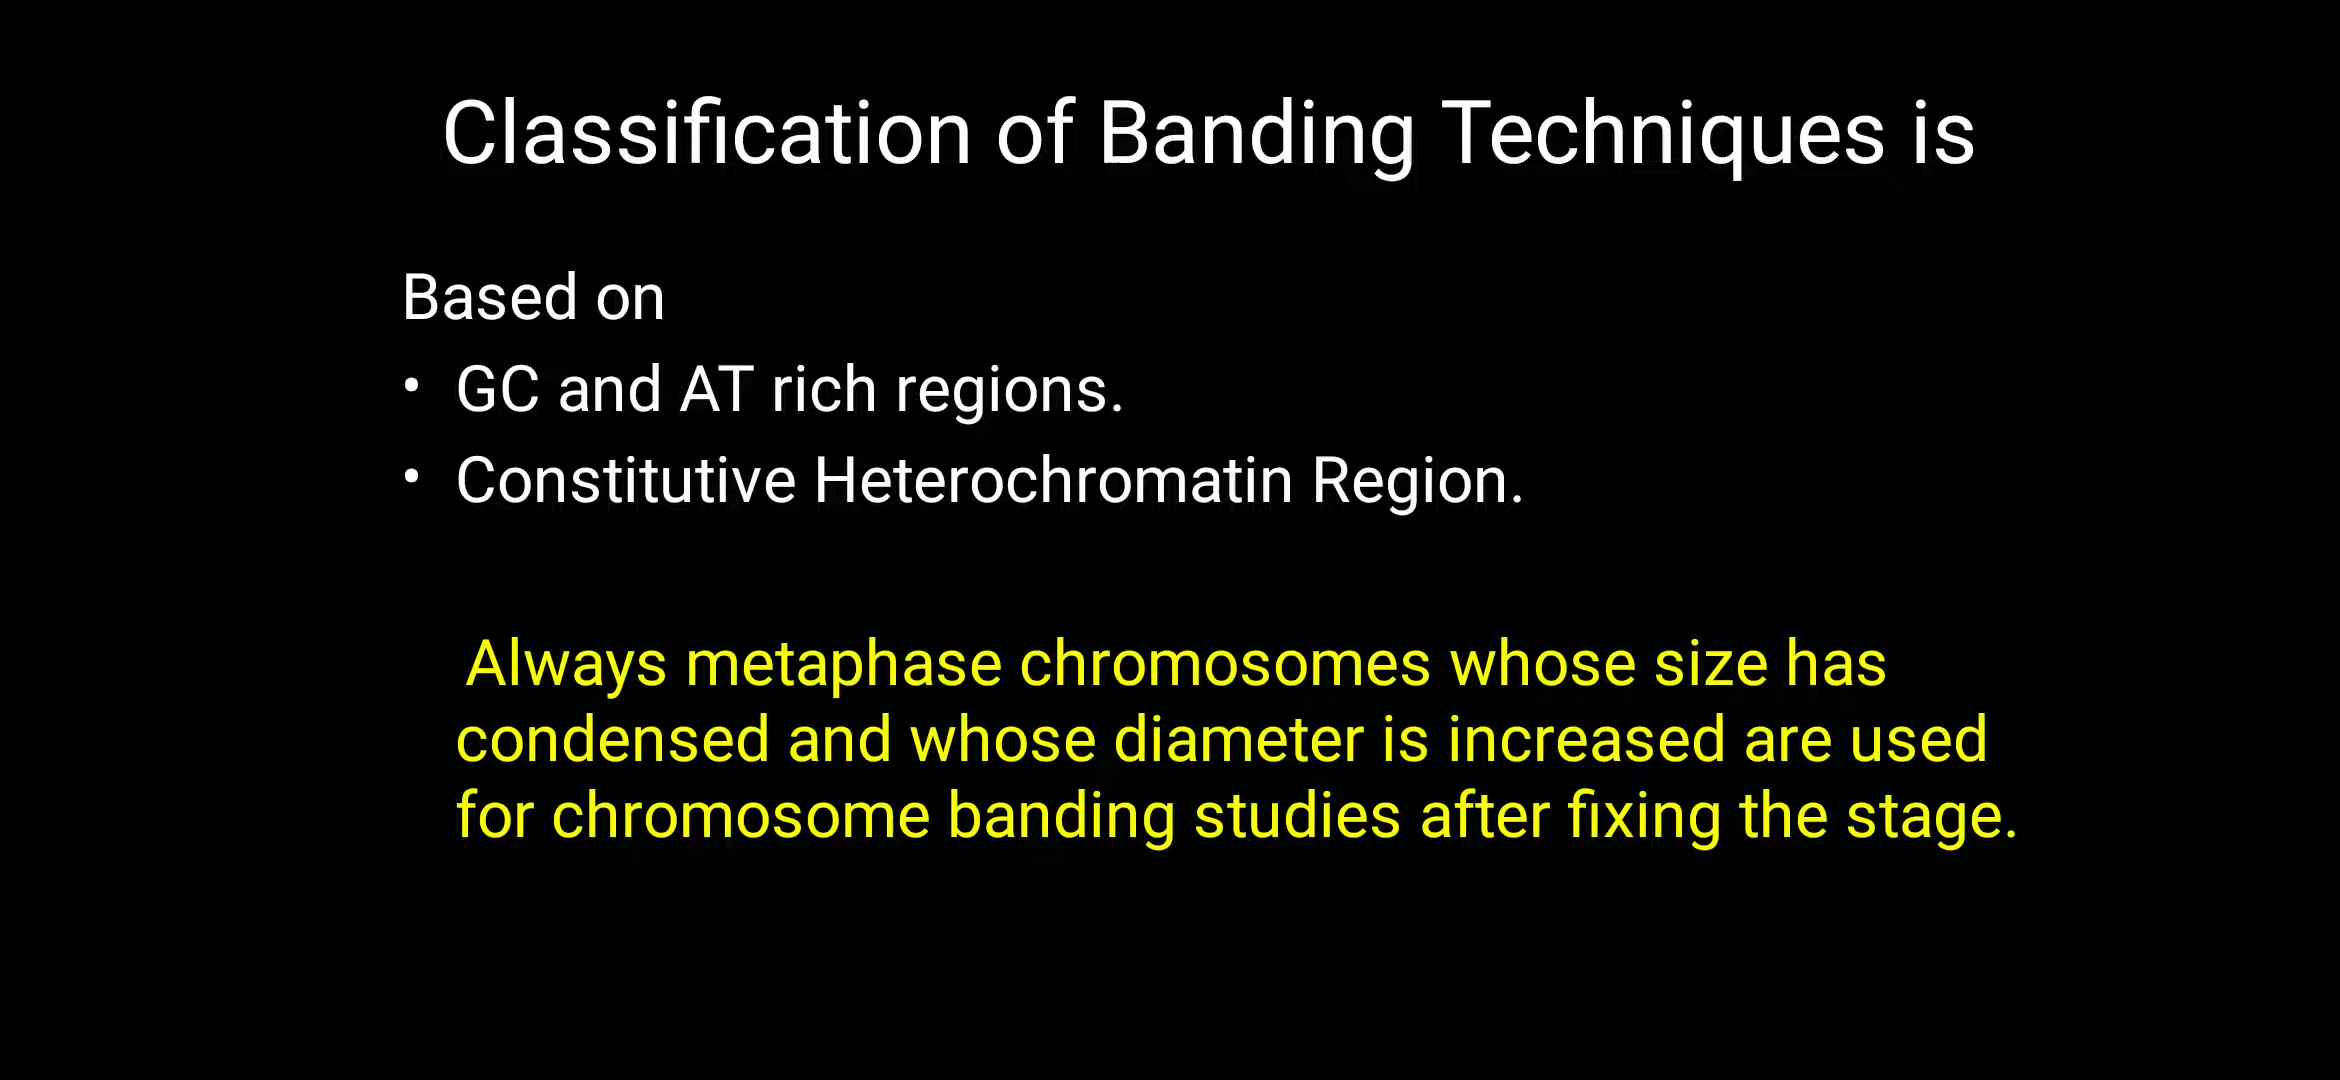 Classification of Banding Techniques is
Based on
• GC and AT rich regions.
• Constitutive Heterochromatin Region.
Always metaphase chromosomes whose size has
condensed and whose diameter is increased are used
for chromosome banding studies after fixing the stage.